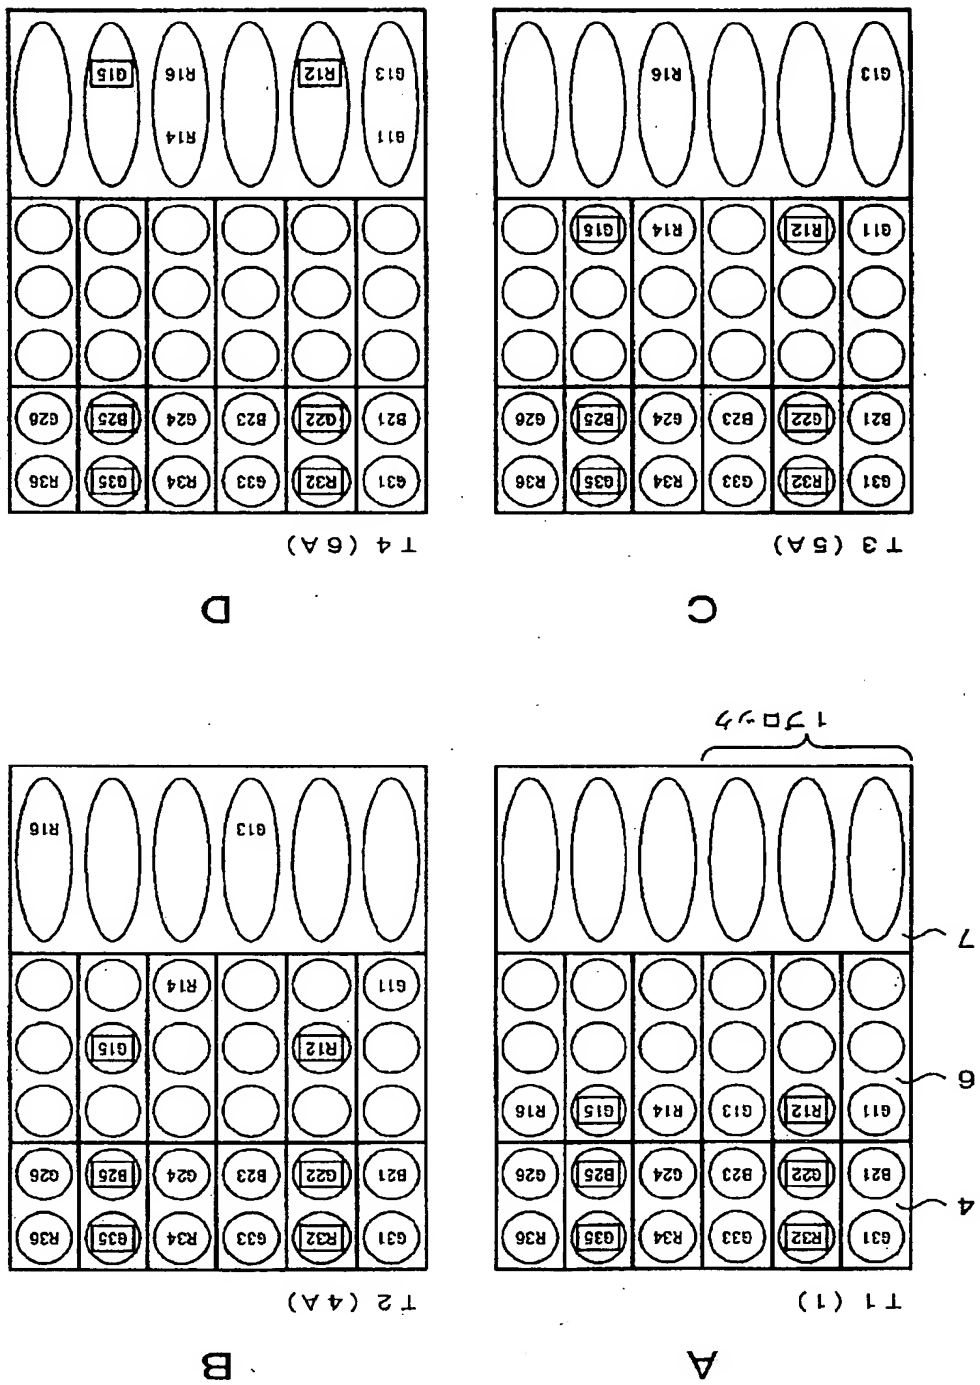 A
T1 (1)
G31 R32 G33 R34 G35 R36
4
B21 G22 B23 G24 B25 G26
G11 R12 G13 R14 G15 R16
6
7
1ブロック
B
T2 (4A)
G31 R32 G33 R34 G35 R36
B21 G22 B23 G24 B25 G26
R12 G15
G11 R14
G13 R16
C
T3 (5A)
G31 R32 G33 R34 G35 R36
B21 G22 B23 G24 B25 G26
G11 R12 R14 G15
G13 R16
D
T4 (6A)
G31 R32 G33 R34 G35 R36
B21 G22 B23 G24 B25 G26
G11 R14
G13 R12 R16 G15